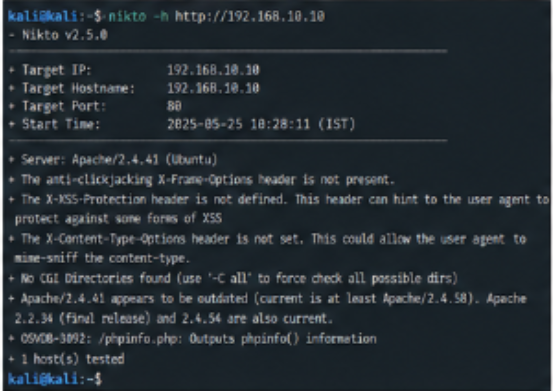 kali@kali:~$ nikto -h http://192.168.10.10
- Nikto v2.5.0
+ Target IP: 192.168.10.10
+ Target Hostname: 192.168.10.10
+ Target Port: 80
+ Start Time: 2025-05-25 10:28:11 (IST)
+ Server: Apache/2.4.41 (Ubuntu)
+ The anti-clickjacking X-Frame-Options header is not present.
+ The X-XSS-Protection header is not defined. This header can hint to the user agent to
protect against some forms of XSS
+ The X-Content-Type-Options header is not set. This could allow the user agent to
mime-sniff the content-type.
+ No CGI Directories found (use '-C all' to force check all possible dirs)
+ Apache/2.4.41 appears to be outdated (current is at least Apache/2.4.58). Apache
2.2.34 (final release) and 2.4.54 are also current.
+ OSVDB-3092: /phpinfo.php: Outputs phpinfo() information
+ 1 host(s) tested
kali@kali:~$